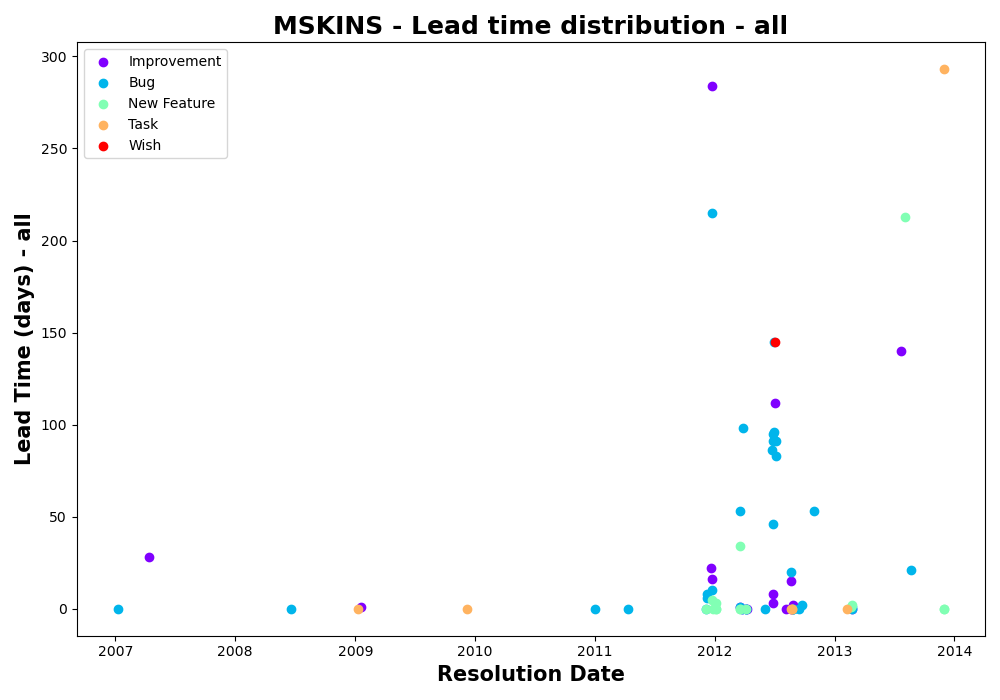 MSKINS - Lead time distribution - all
Improvement
Bug
New Feature
Task
Wish
Lead Time (days) - all
300
250
200
150
100
50
0
2007 2008 2009 2010 2011 2012 2013 2014
Resolution Date